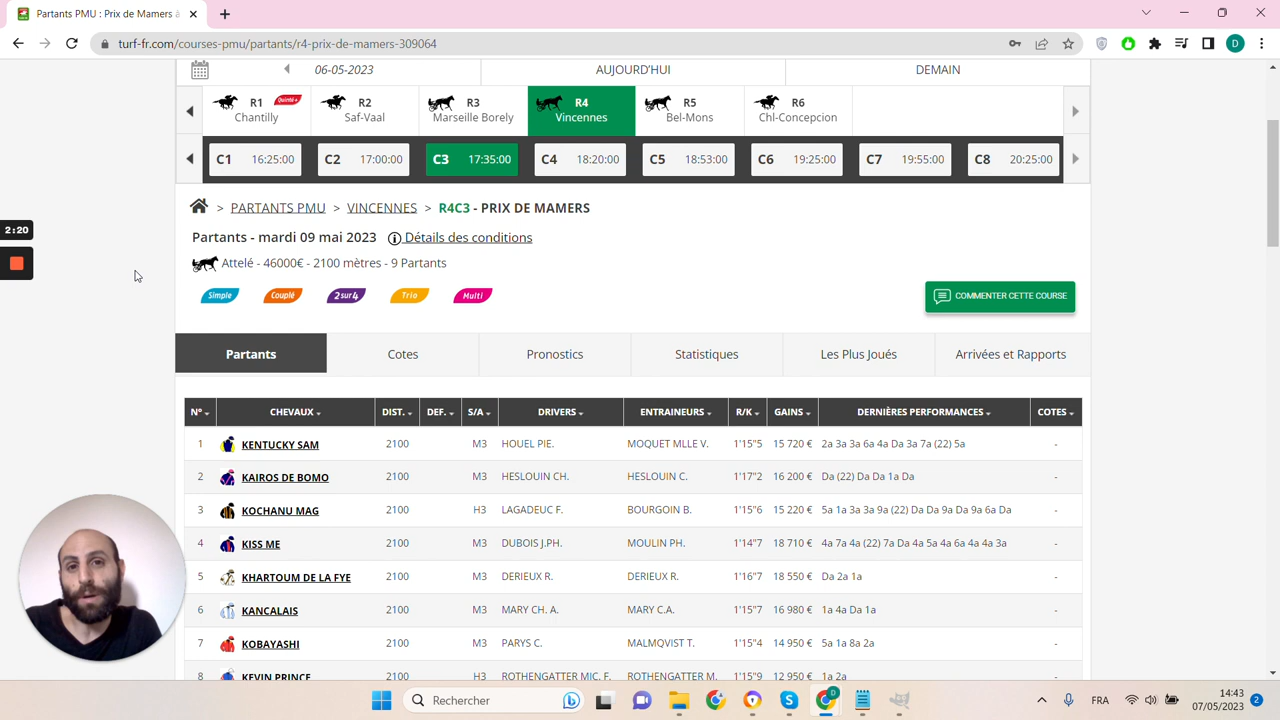 Partants PMU : Prix de Mamers à
turf-fr.com/courses-pmu/partants/r4-prix-de-mamers-309064
D
06-05-2023 AUJOURD'HUI DEMAIN
R1 Quinté+ R2 R3 R4 R5 R6
Chantilly Saf-Vaal Marseille Borely Vincennes Bel-Mons Chl-Concepcion
C1 16:25:00 C2 17:00:00 C3 17:35:00 C4 18:20:00 C5 18:53:00 C6 19:25:00 C7 19:55:00 C8 20:25:00
> PARTANTS PMU > VINCENNES > R4C3 - PRIX DE MAMERS
2:20
Partants - mardi 09 mai 2023 Détails des conditions
Attelé - 46000€ - 2100 mètres - 9 Partants
Simple Couplé 2sur4 Trio Multi
COMMENTER CETTE COURSE
Partants Cotes Pronostics Statistiques Les Plus Joués Arrivées et Rapports
N° CHEVAUX DIST. DEF. S/A DRIVERS ENTRAINEURS R/K GAINS DERNIÈRES PERFORMANCES COTES
1 KENTUCKY SAM 2100 M3 HOUEL PIE. MOQUET MLLE V. 1'15"5 15 720 € 2a 3a 3a 6a 4a Da 3a 7a (22) 5a -
2 KAIROS DE BOMO 2100 M3 HESLOUIN CH. HESLOUIN C. 1'17"2 16 200 € Da (22) Da Da 1a Da -
3 KOCHANU MAG 2100 H3 LAGADEUC F. BOURGOIN B. 1'15"6 15 220 € 5a 1a 3a 3a 9a (22) Da Da 9a Da 9a 6a Da -
4 KISS ME 2100 M3 DUBOIS J.PH. MOULIN PH. 1'14"7 18 710 € 4a 7a 4a (22) 7a Da 4a 5a 4a 6a 4a 4a 3a -
5 KHARTOUM DE LA FYE 2100 M3 DERIEUX R. DERIEUX R. 1'16"7 18 550 € Da 2a 1a -
6 KANCALAIS 2100 M3 MARY CH. A. MARY C.A. 1'15"7 16 980 € 1a 4a Da 1a -
7 KOBAYASHI 2100 M3 PARYS C. MALMQVIST T. 1'15"4 14 950 € 5a 1a 8a 2a -
8 KEVIN PRINCE 2100 H3 ROTHENGATTER MIC. F. ROTHENGATTER M. 1'15"9 12 950 € 1a 2a -
Rechercher
FRA
14:43
07/05/2023
2